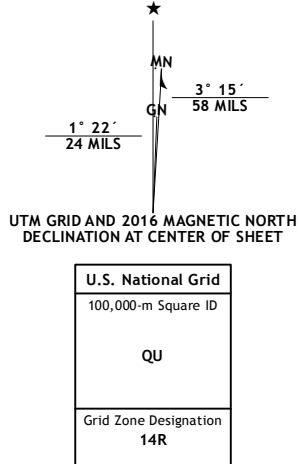 ★
MN
3° 15´
58 MILS
GN
1° 22´
24 MILS
UTM GRID AND 2016 MAGNETIC NORTH
DECLINATION AT CENTER OF SHEET
U.S. National Grid
100,000-m Square ID
QU
Grid Zone Designation
14R